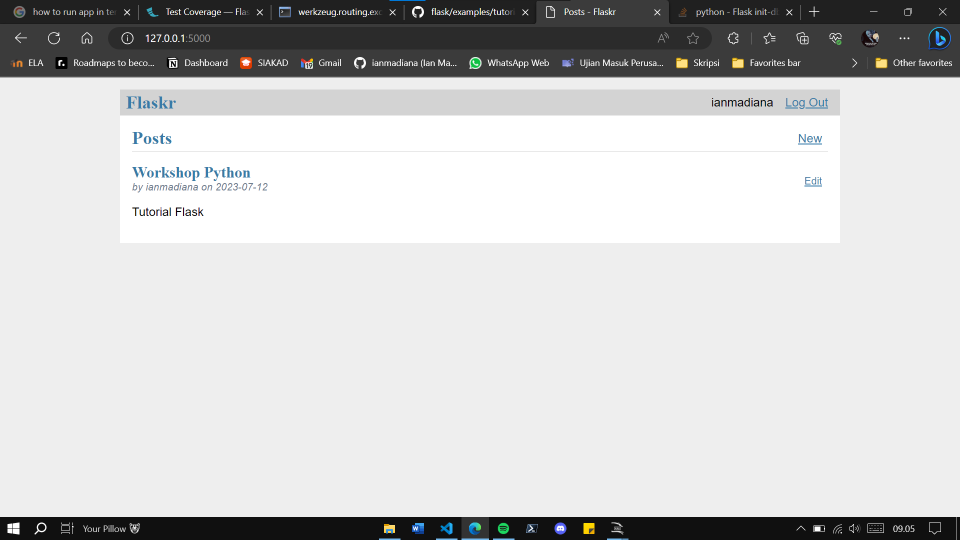 how to run app in te
Test Coverage — Flas
werkzeug.routing.exc
flask/examples/tutori
Posts - Flaskr
python - Flask init-d
127.0.0.1:5000
ELA
Roadmaps to beco...
Dashboard
SIAKAD
Gmail
ianmadiana (Ian Ma...
WhatsApp Web
Ujian Masuk Perusa...
Skripsi
Favorites bar
Other favorites
Flaskr
ianmadiana
Log Out
Posts
New
Workshop Python
by ianmadiana on 2023-07-12
Edit
Tutorial Flask
Your Pillow
09.05